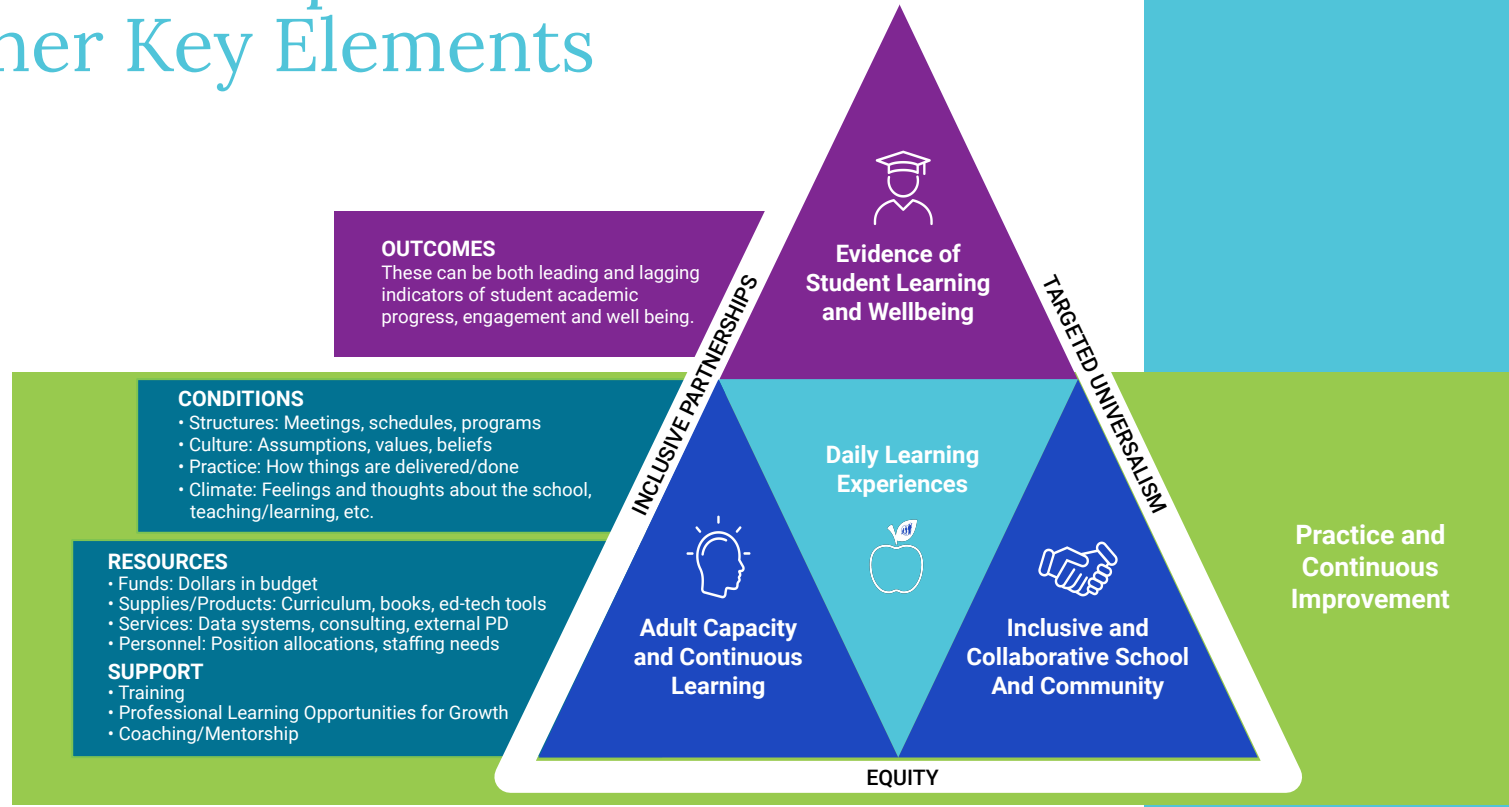 Key Elements
OUTCOMES
These can be both leading and lagging
indicators of student academic
progress, engagement and well being.
CONDITIONS
• Structures: Meetings, schedules, programs
• Culture: Assumptions, values, beliefs
• Practice: How things are delivered/done
• Climate: Feelings and thoughts about the school,
teaching/learning, etc.
RESOURCES
• Funds: Dollars in budget
• Supplies/Products: Curriculum, books, ed-tech tools
• Services: Data systems, consulting, external PD
• Personnel: Position allocations, staffing needs
SUPPORT
• Training
• Professional Learning Opportunities for Growth
• Coaching/Mentorship
INCLUSIVE PARTNERSHIPS
Evidence of
Student Learning
and Wellbeing
TARGETED UNIVERSALISM
Daily Learning
Experiences
Adult Capacity
and Continuous
Learning
Inclusive and
Collaborative School
And Community
EQUITY
Practice and
Continuous
Improvement